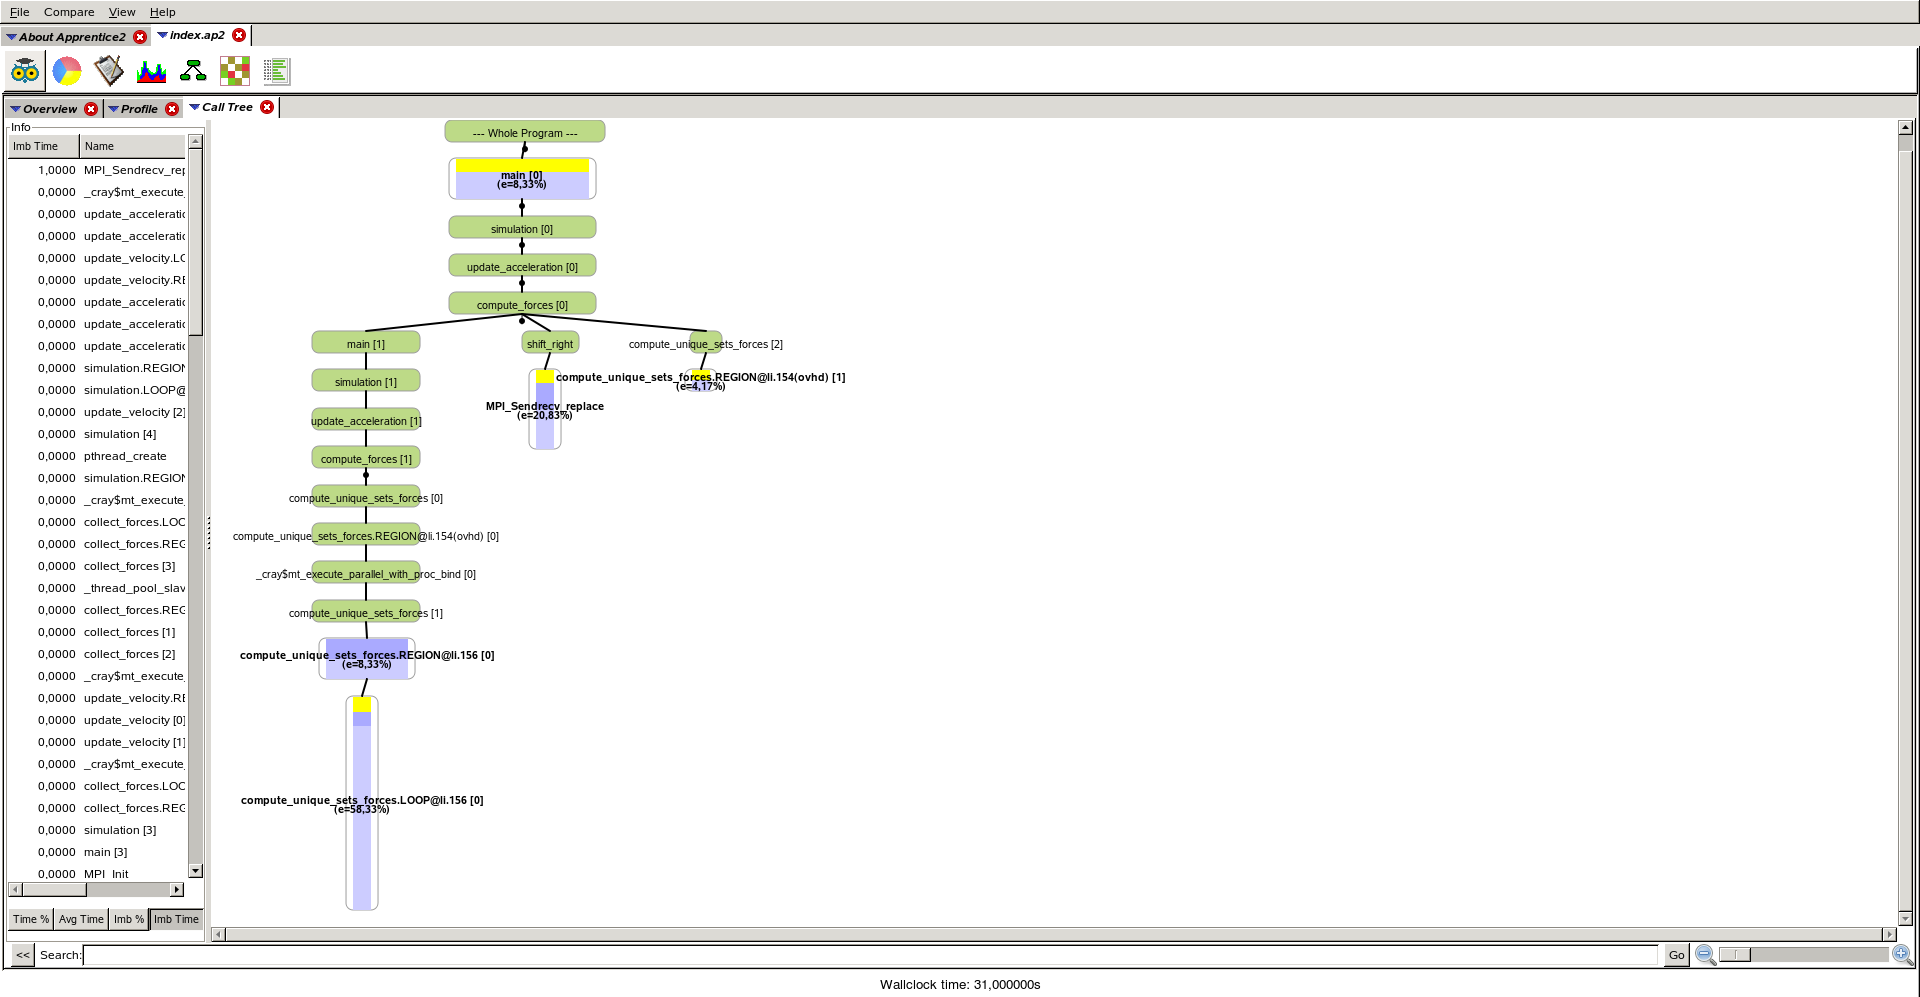 File Compare View Help
About Apprentice2 index.ap2
Overview Profile Call Tree
Info
Imb Time Name
1,0000 MPI_Sendrecv_rep
0,0000 _cray$mt_execute_
0,0000 update_acceleratio
0,0000 update_acceleratio
0,0000 update_velocity.LO
0,0000 update_velocity.RE
0,0000 update_acceleratio
0,0000 update_acceleratio
0,0000 update_acceleratio
0,0000 simulation.REGION
0,0000 simulation.LOOP@
0,0000 update_velocity [2]
0,0000 simulation [4]
0,0000 pthread_create
0,0000 simulation.REGION
0,0000 _cray$mt_execute_
0,0000 collect_forces.LOO
0,0000 collect_forces.REG
0,0000 collect_forces [3]
0,0000 _thread_pool_slav
0,0000 collect_forces.REG
0,0000 collect_forces [1]
0,0000 collect_forces [2]
0,0000 _cray$mt_execute_
0,0000 update_velocity.RE
0,0000 update_velocity [0]
0,0000 update_velocity [1]
0,0000 _cray$mt_execute_
0,0000 collect_forces.LOO
0,0000 collect_forces.REG
0,0000 simulation [3]
0,0000 main [3]
0,0000 MPI_Init
Time % Avg Time Imb % Imb Time
--- Whole Program ---
main [0]
(e=8,33%)
simulation [0]
update_acceleration [0]
compute_forces [0]
main [1] shift_right compute_unique_sets_forces [2]
simulation [1]
update_acceleration [1]
compute_forces [1]
compute_unique_sets_forces [0]
compute_unique_sets_forces.REGION@li.154(ovhd) [0]
_cray$mt_execute_parallel_with_proc_bind [0]
compute_unique_sets_forces [1]
compute_unique_sets_forces.REGION@li.156 [0]
(e=8,33%)
compute_unique_sets_forces.LOOP@li.156 [0]
(e=58,33%)
MPI_Sendrecv_replace
(e=20,83%)
compute_unique_sets_forces.REGION@li.154(ovhd) [1]
(e=4,17%)
<< Search: Go
Wallclock time: 31,000000s